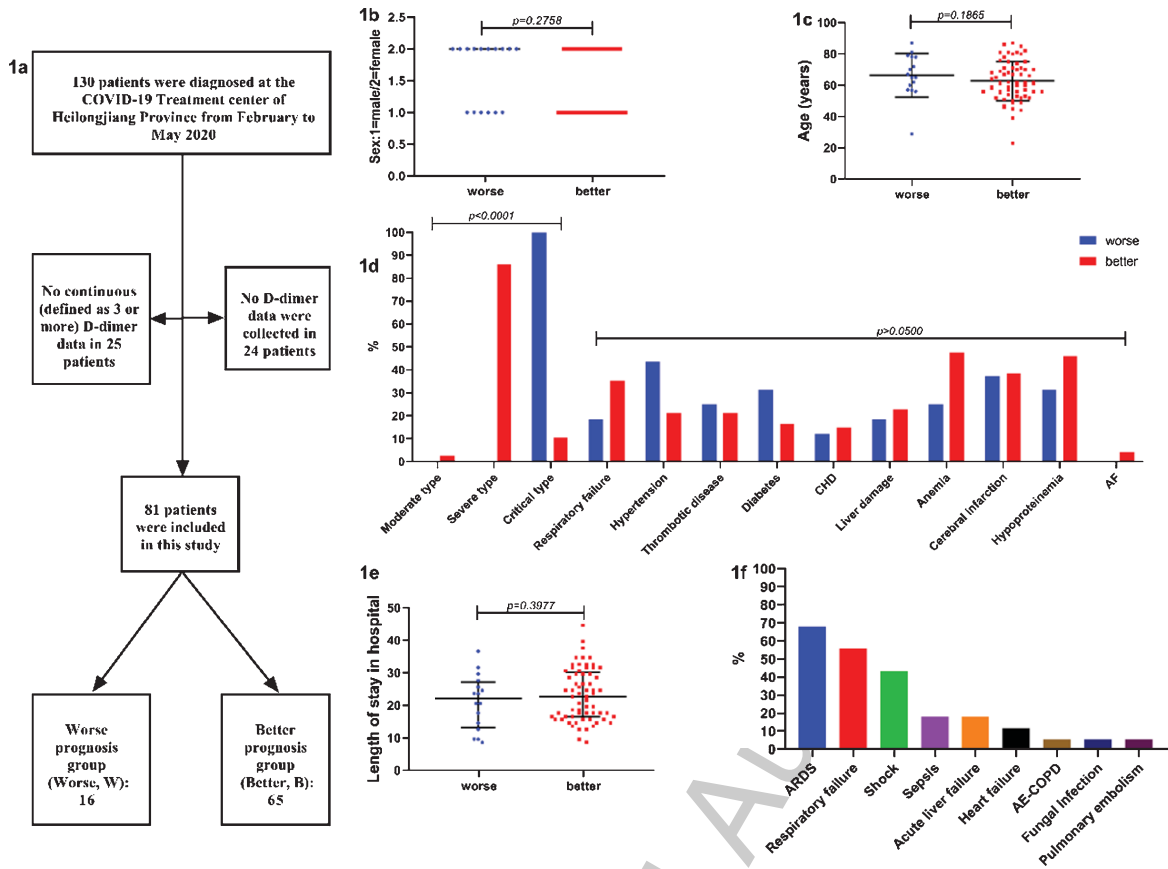 1a
130 patients were diagnosed at the
COVID-19 Treatment center of
Heilongjiang Province from February to
May 2020
No continuous
(defined as 3 or
more) D-dimer
data in 25
patients
No D-dimer
data were
collected in
24 patients
81 patients
were included
in this study
Worse
prognosis
group
(Worse, W):
16
Better
prognosis
group
(Better, B):
65
1b
p=0.2758
Sex:1=male/2=female
2.5
2.0
1.5
1.0
0.5
0.0
worse
better
1c
p=0.1865
Age (years)
100
80
60
40
20
0
worse
better
1d
p<0.0001
worse
better
p>0.0500
%
100
90
80
70
60
50
40
30
20
10
0
Moderate type
Severe type
Critical type
Respiratory failure
Hypertension
Thrombotic disease
Diabetes
CHD
Liver damage
Anemia
Cerebral infarction
Hypoproteinemia
AF
1e
p=0.3977
Length of stay in hospital
50
40
30
20
10
0
worse
better
1f
%
100
90
80
70
60
50
40
30
20
10
0
ARDS
Respiratory failure
Shock
Sepsis
Acute liver failure
Heart failure
AE-COPD
Fungal Infection
Pulmonary embolism